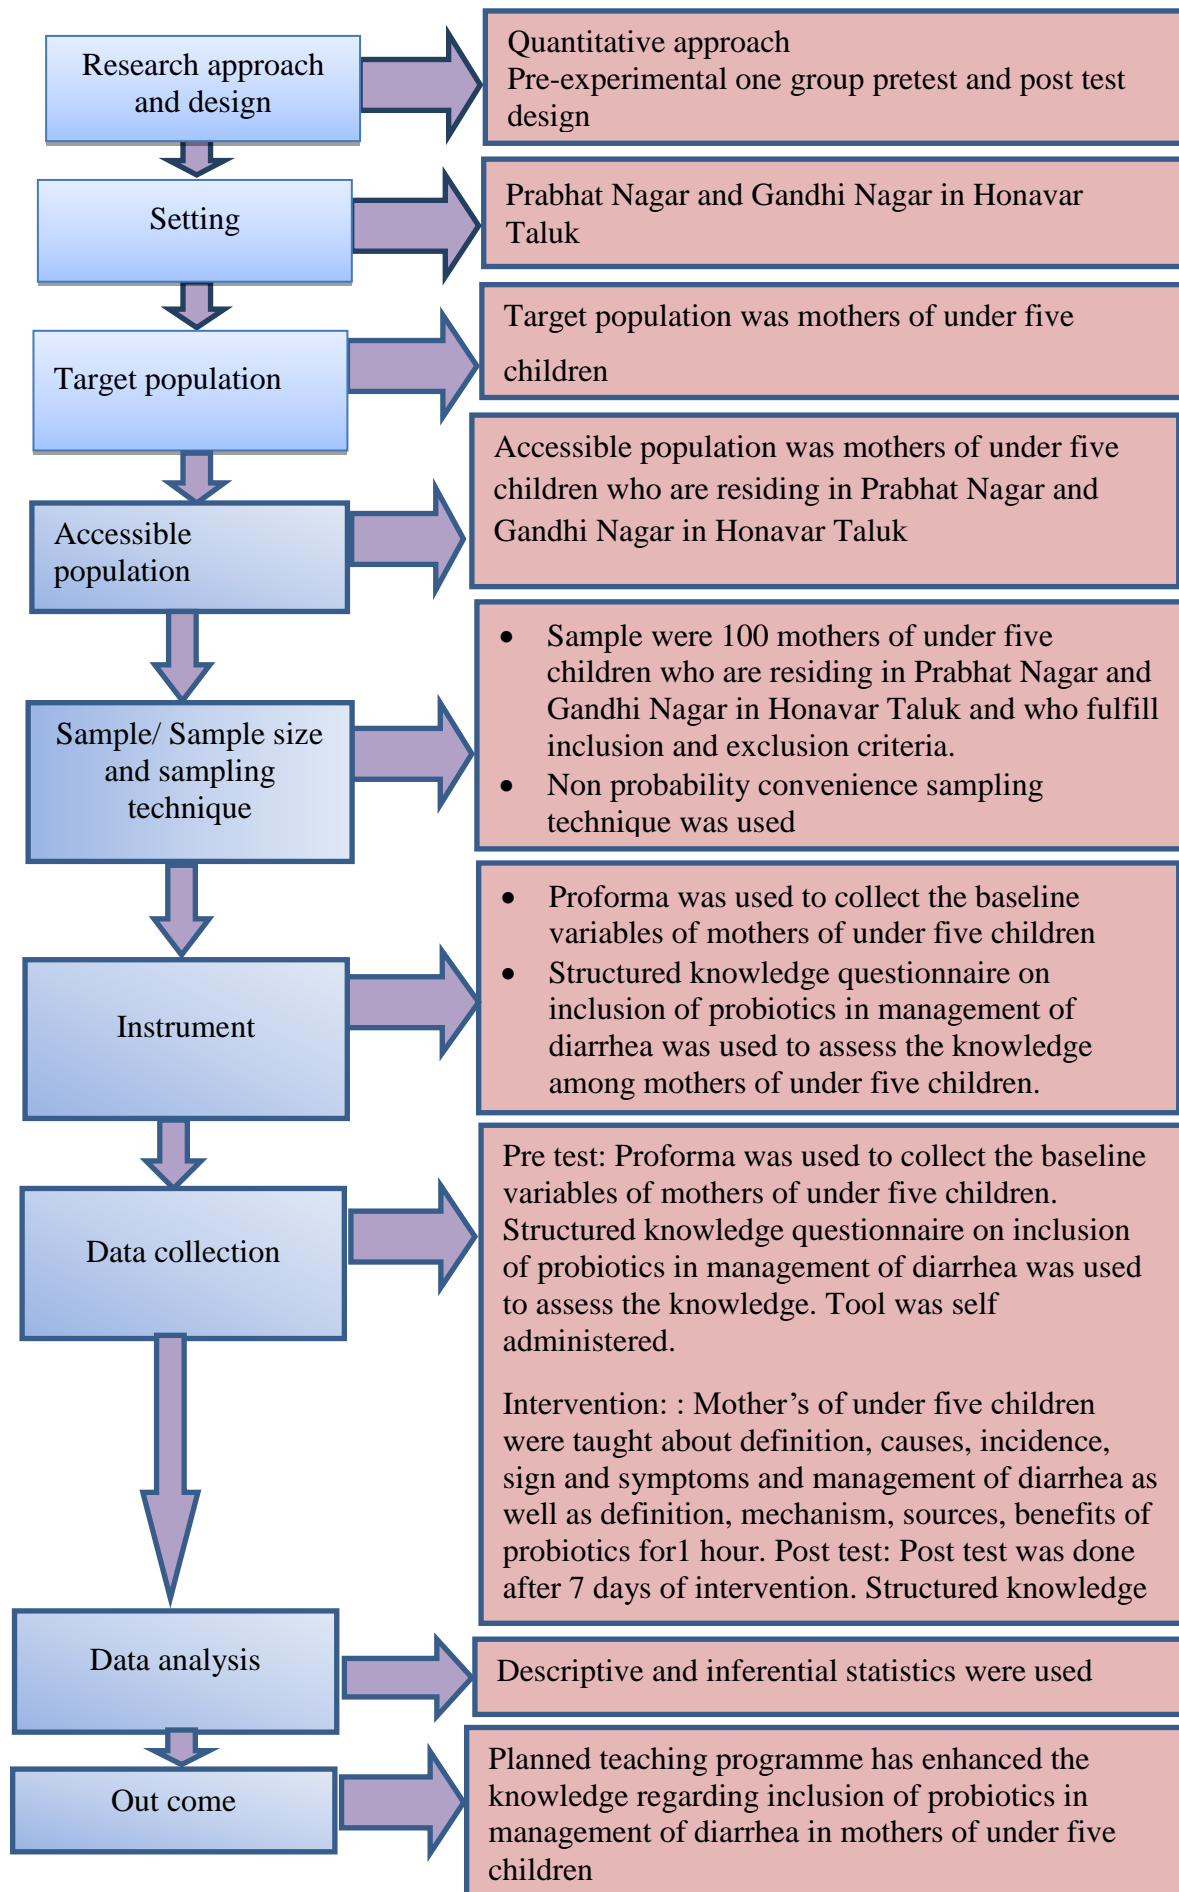 Research approach
and design
Quantitative approach
Pre-experimental one group pretest and post test
design
Setting
Prabhat Nagar and Gandhi Nagar in Honavar
Taluk
Target population
Target population was mothers of under five
children
Accessible
population
Accessible population was mothers of under five
children who are residing in Prabhat Nagar and
Gandhi Nagar in Honavar Taluk
Sample/ Sample size
and sampling
technique
• Sample were 100 mothers of under five
children who are residing in Prabhat Nagar and
Gandhi Nagar in Honavar Taluk and who fulfill
inclusion and exclusion criteria.
• Non probability convenience sampling
technique was used
Instrument
• Proforma was used to collect the baseline
variables of mothers of under five children
• Structured knowledge questionnaire on
inclusion of probiotics in management of
diarrhea was used to assess the knowledge
among mothers of under five children.
Data collection
Pre test: Proforma was used to collect the baseline
variables of mothers of under five children.
Structured knowledge questionnaire on inclusion
of probiotics in management of diarrhea was used
to assess the knowledge. Tool was self
administered.
Intervention: : Mother’s of under five children
were taught about definition, causes, incidence,
sign and symptoms and management of diarrhea as
well as definition, mechanism, sources, benefits of
probiotics for1 hour. Post test: Post test was done
after 7 days of intervention. Structured knowledge
Data analysis
Descriptive and inferential statistics were used
Out come
Planned teaching programme has enhanced the
knowledge regarding inclusion of probiotics in
management of diarrhea in mothers of under five
children